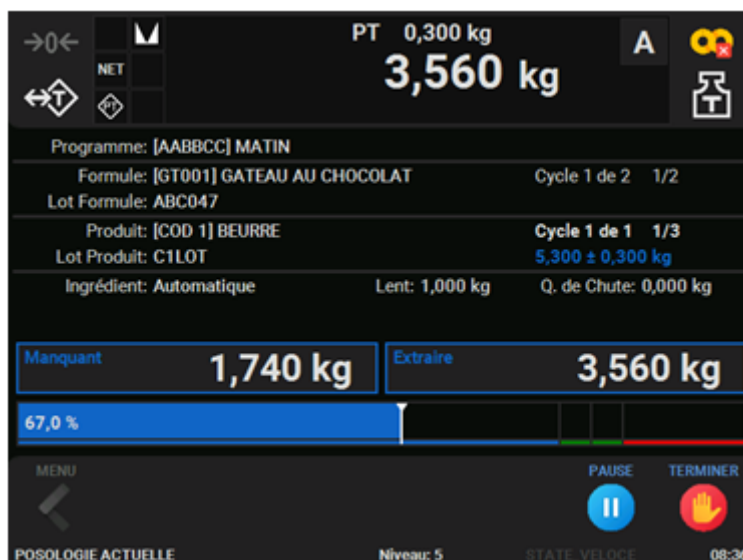 →0← PT 0,300 kg A
NET 3,560 kg
T PT T
Programme: [AABBCC] MATIN
Formule: [GT001] GATEAU AU CHOCOLAT Cycle 1 de 2 1/2
Lot Formule: ABC047
Produit: [COD 1] BEURRE Cycle 1 de 1 1/3
Lot Produit: C1LOT 5,300 ± 0,300 kg
Ingrédient: Automatique Lent: 1,000 kg Q. de Chute: 0,000 kg
Manquant 1,740 kg Extraire 3,560 kg
67,0 %
MENU PAUSE TERMINER
POSOLOGIE ACTUELLE Niveau: 5 STATE_VELOCE